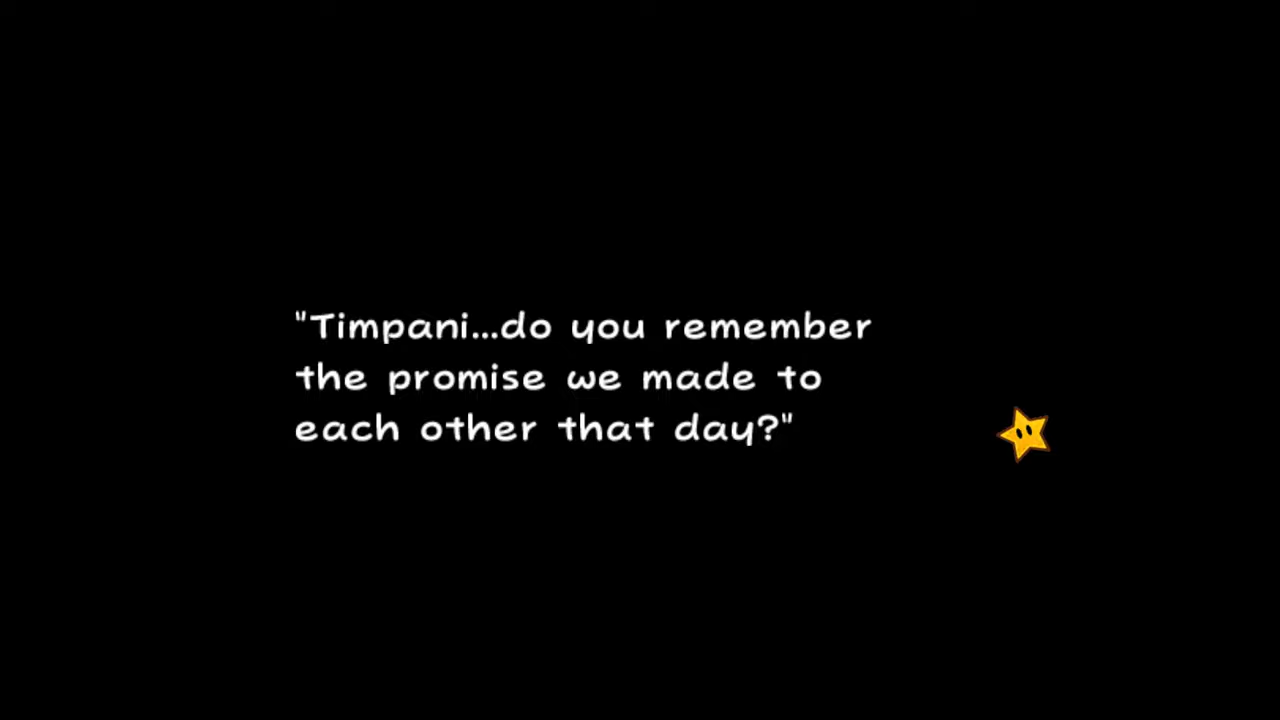 "Timpani...do you remember
the promise we made to
each other that day?"